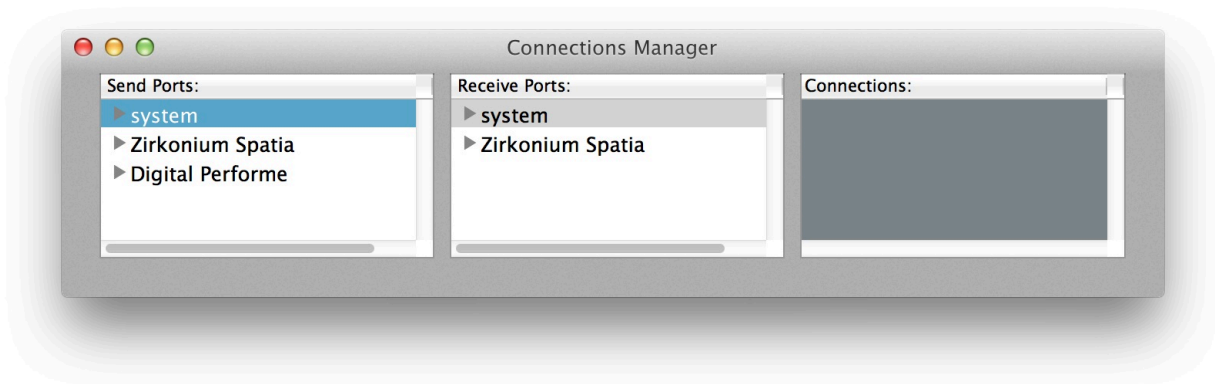 Connections Manager
Send Ports:
system
Zirkonium Spatia
Digital Performe
Receive Ports:
system
Zirkonium Spatia
Connections: